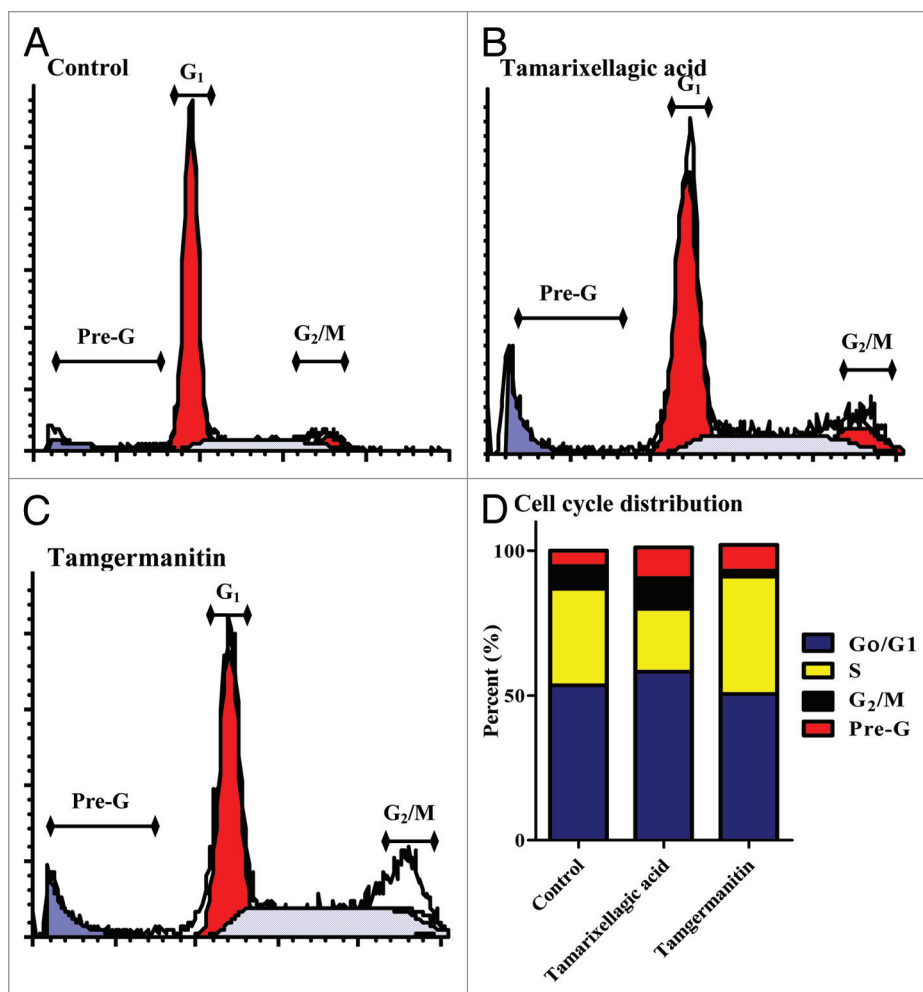 A
Control
G₁
Pre-G
G₂/M
B
Tamarixellagic acid
G₁
Pre-G
G₂/M
C
Tamgermanitin
G₁
Pre-G
G₂/M
D Cell cycle distribution
100
50
0
Percent (%)
Go/G1
S
G₂/M
Pre-G
Control
Tamarixellagic acid
Tamgermanitin